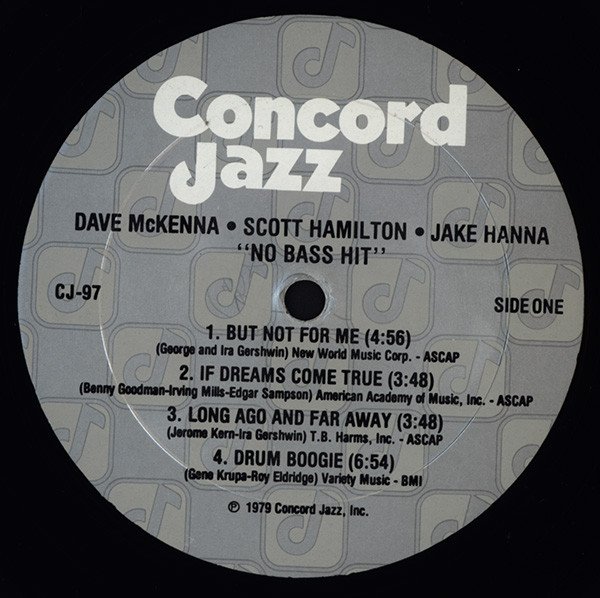 Concord
Jazz
DAVE McKENNA • SCOTT HAMILTON • JAKE HANNA
"NO BASS HIT"
CJ-97
SIDE ONE
1. BUT NOT FOR ME (4:56)
(George and Ira Gershwin) New World Music Corp. - ASCAP
2. IF DREAMS COME TRUE (3:48)
(Benny Goodman-Irving Mills-Edgar Sampson) American Academy of Music, Inc. - ASCAP
3. LONG AGO AND FAR AWAY (3:48)
(Jerome Kern-Ira Gershwin) T.B. Harms, Inc. - ASCAP
4. DRUM BOOGIE (6:54)
(Gene Krupa-Roy Eldridge) Variety Music - BMI
℗ 1979 Concord Jazz, Inc.